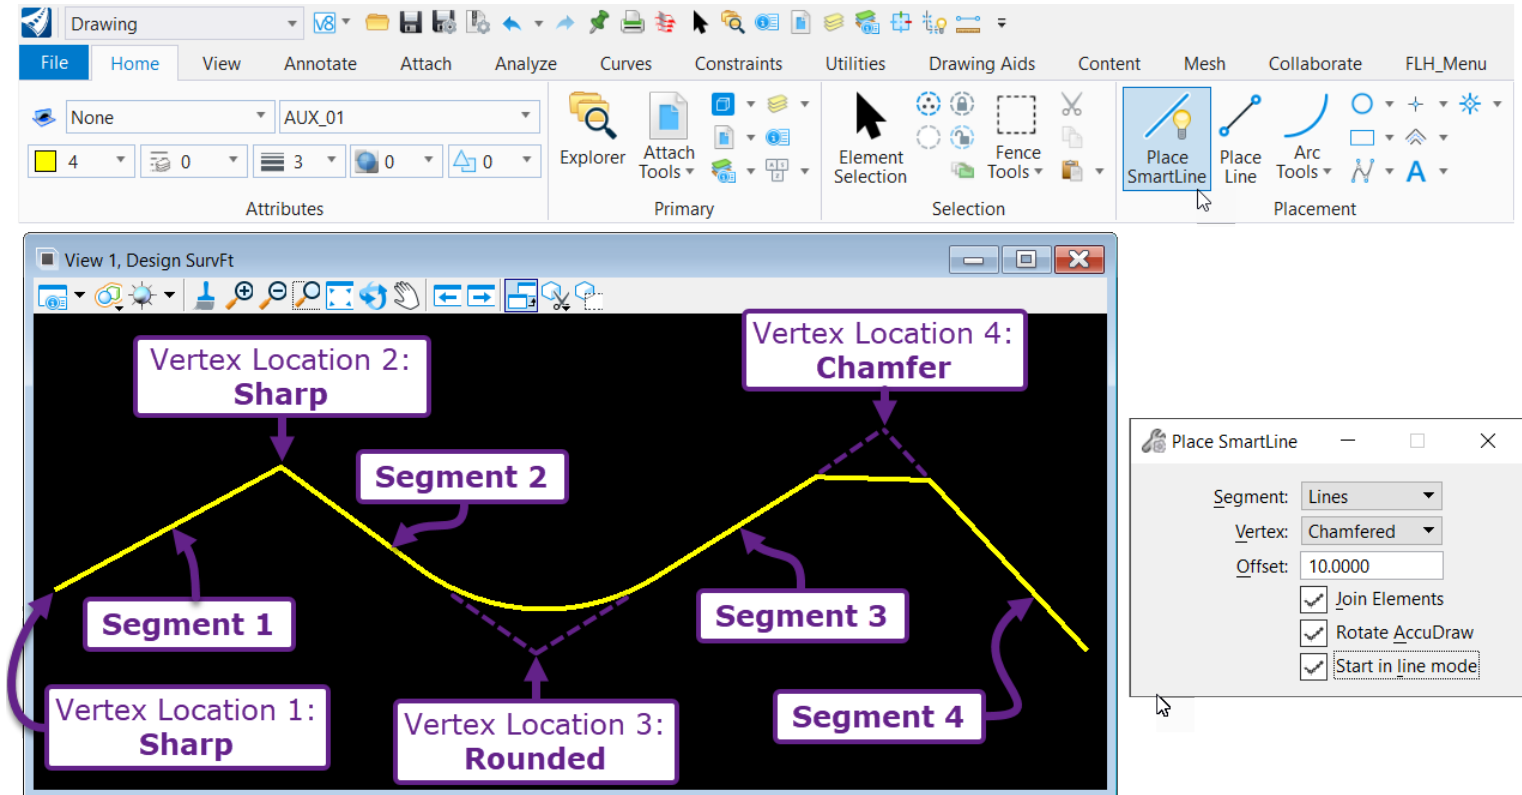 Drawing
V8
File Home View Annotate Attach Analyze Curves Constraints Utilities Drawing Aids Content Mesh Collaborate FLH_Menu
None AUX_01
4 0 3 0 0
Attributes
Explorer
Attach
Tools
Primary
Element
Selection
Fence
Tools
Selection
Place
SmartLine
Place
Line
Arc
Tools
A
Placement
View 1, Design SurvFt
Vertex Location 2:
Sharp
Vertex Location 4:
Chamfer
Segment 2
Segment 1
Segment 3
Vertex Location 1:
Sharp
Vertex Location 3:
Rounded
Segment 4
Place SmartLine
Segment: Lines
Vertex: Chamfered
Offset: 10.0000
Join Elements
Rotate AccuDraw
Start in line mode